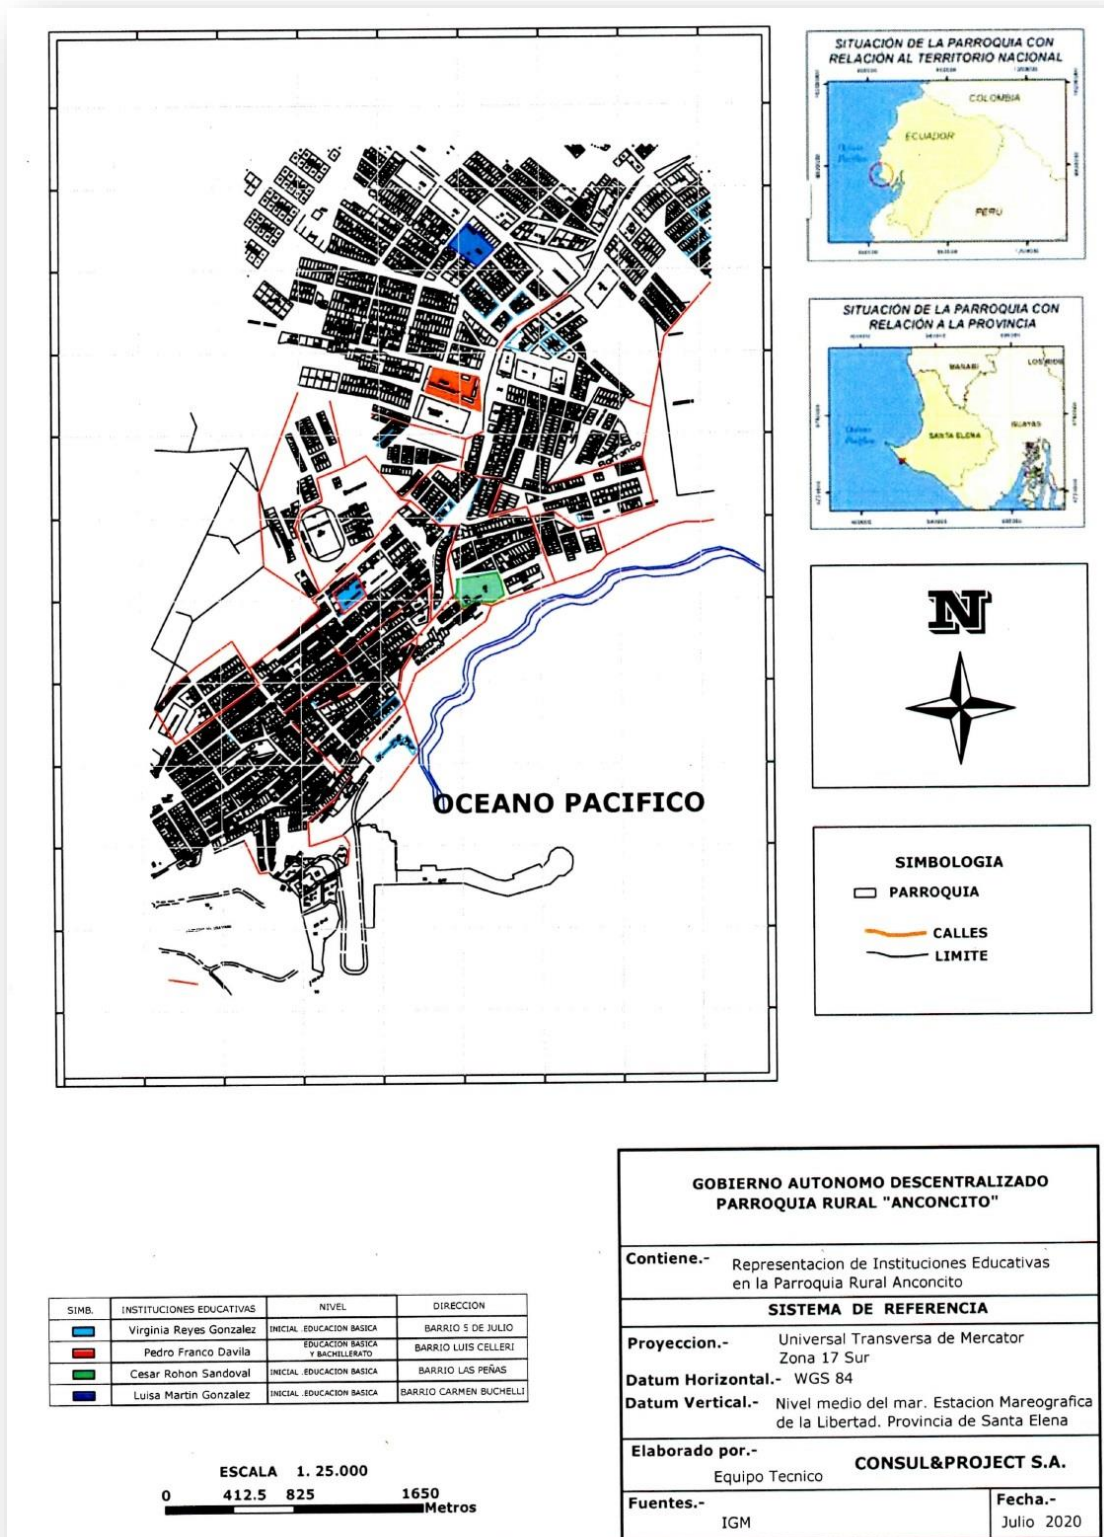 SITUACIÓN DE LA PARROQUIA CON
RELACIÓN AL TERRITORIO NACIONAL
COLOMBIA
ECUADOR
PERU
SITUACIÓN DE LA PARROQUIA CON
RELACIÓN A LA PROVINCIA
MANABI
SANTA ELENA
GUAYAS
N
Barranco
Barranco
OCEANO PACIFICO
SIMBOLOGIA
PARROQUIA
CALLES
LIMITE
SIMB. INSTITUCIONES EDUCATIVAS NIVEL DIRECCION
Virginia Reyes Gonzalez INICIAL .EDUCACION BASICA BARRIO 5 DE JULIO
Pedro Franco Davila EDUCACION BASICA Y BACHILLERATO BARRIO LUIS CELLERI
Cesar Rohon Sandoval INICIAL .EDUCACION BASICA BARRIO LAS PEÑAS
Luisa Martin Gonzalez INICIAL .EDUCACION BASICA BARRIO CARMEN BUCHELLI
ESCALA 1. 25.000
0 412.5 825 1650
Metros
GOBIERNO AUTONOMO DESCENTRALIZADO
PARROQUIA RURAL "ANCONCITO"
Contiene.- Representacion de Instituciones Educativas
en la Parroquia Rural Anconcito
SISTEMA DE REFERENCIA
Proyeccion.- Universal Transversa de Mercator
Zona 17 Sur
Datum Horizontal.- WGS 84
Datum Vertical.- Nivel medio del mar. Estacion Mareografica
de la Libertad. Provincia de Santa Elena
Elaborado por.-
Equipo Tecnico CONSUL&PROJECT S.A.
Fuentes.-
IGM
Fecha.-
Julio 2020